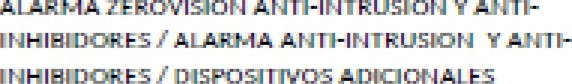 ALARMA ZEROVISION ANTI-INTRUSION Y ANTI-
INHIBIDORES / ALARMA ANTI-INTRUSION Y ANTI-
INHIBIDORES / DISPOSITIVOS ADICIONALES